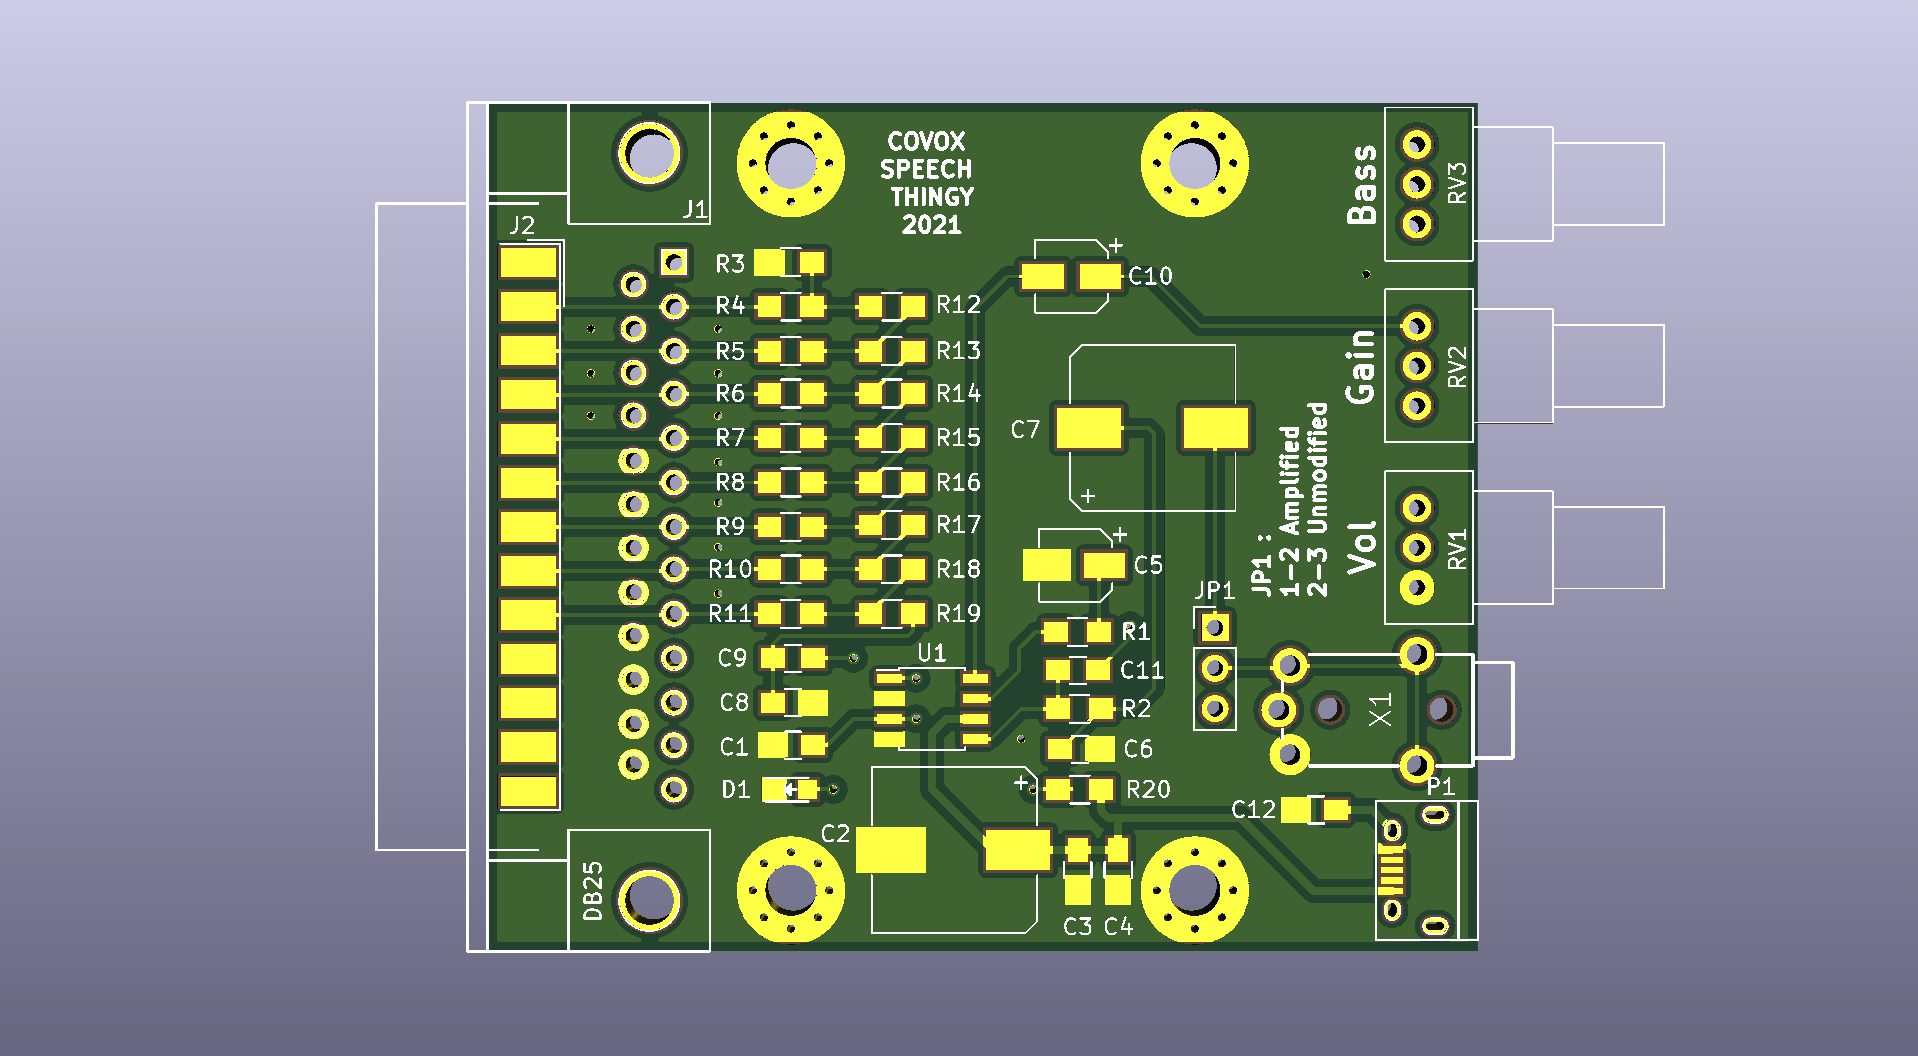 COVOX
SPEECH
THINGY
2021
J1
J2
R3
R4
R5
R6
R7
R8
R9
R10
R11
R12
R13
R14
R15
R16
R17
R18
R19
C9
C8
C1
D1
U1
C2
C10
C7
C5
R1
C11
R2
C6
R20
C3
C4
C12
JP1
JP1 :
1-2 Amplified
2-3 Unmodified
Bass
RV3
Gain
RV2
Vol
RV1
X1
P1
DB25